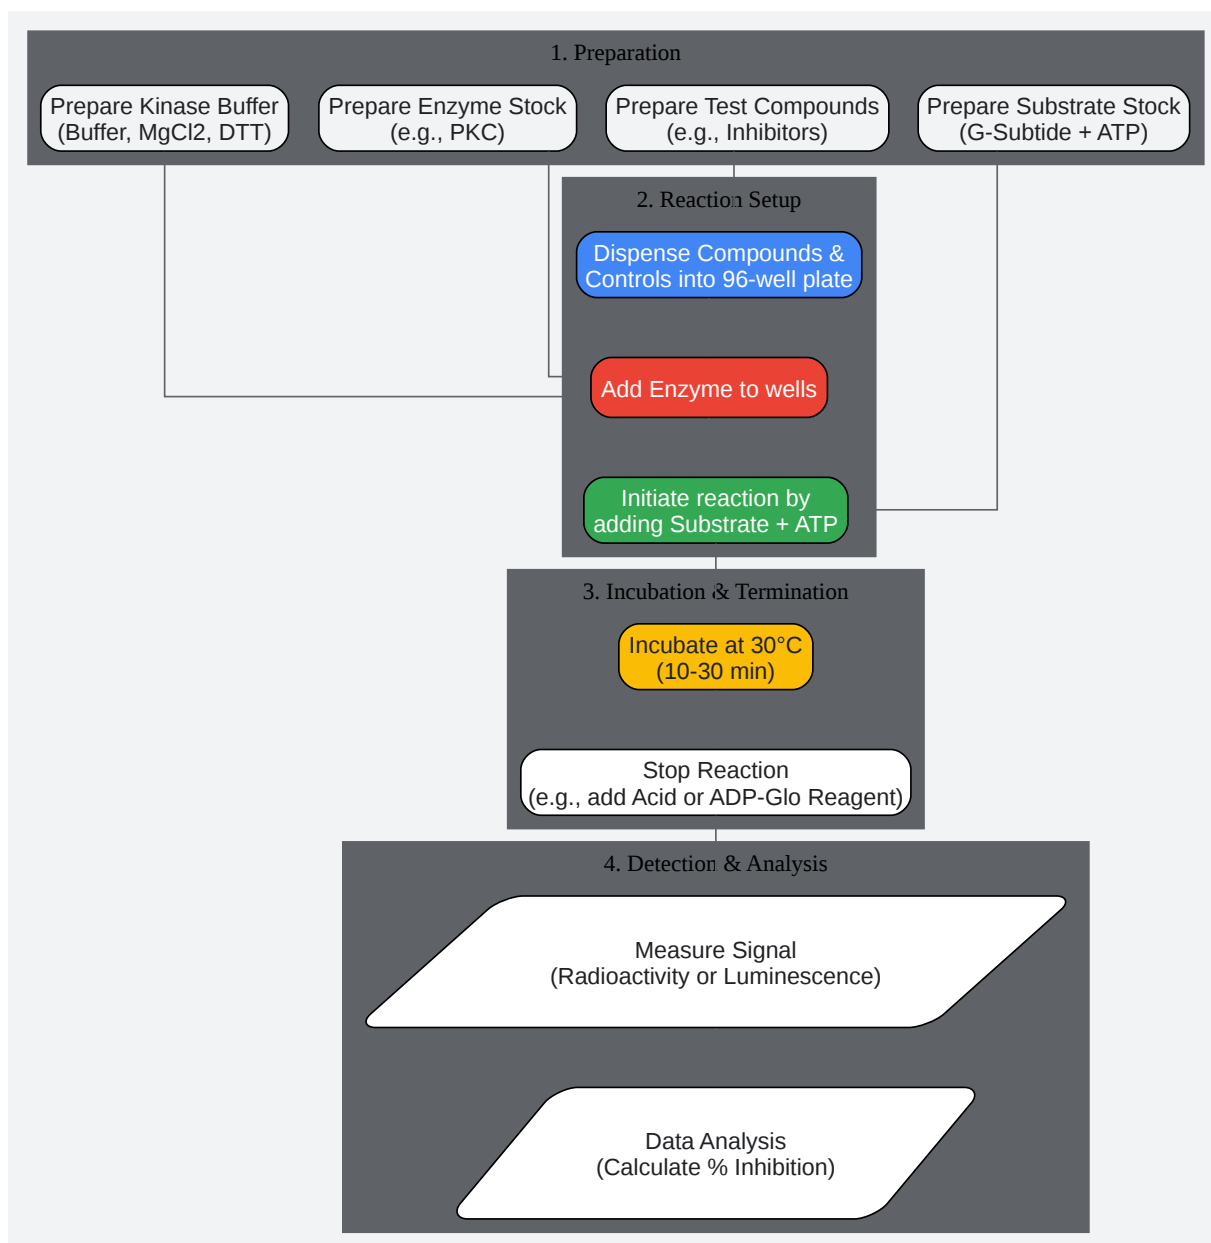 1. Preparation
Prepare Kinase Buffer
(Buffer, MgCl2, DTT)
Prepare Enzyme Stock
(e.g., PKC)
Prepare Test Compounds
(e.g., Inhibitors)
Prepare Substrate Stock
(G-Subtide + ATP)
2. Reaction Setup
Dispense Compounds &
Controls into 96-well plate
Add Enzyme to wells
Initiate reaction by
adding Substrate + ATP
3. Incubation & Termination
Incubate at 30°C
(10-30 min)
Stop Reaction
(e.g., add Acid or ADP-Glo Reagent)
4. Detection & Analysis
Measure Signal
(Radioactivity or Luminescence)
Data Analysis
(Calculate % Inhibition)